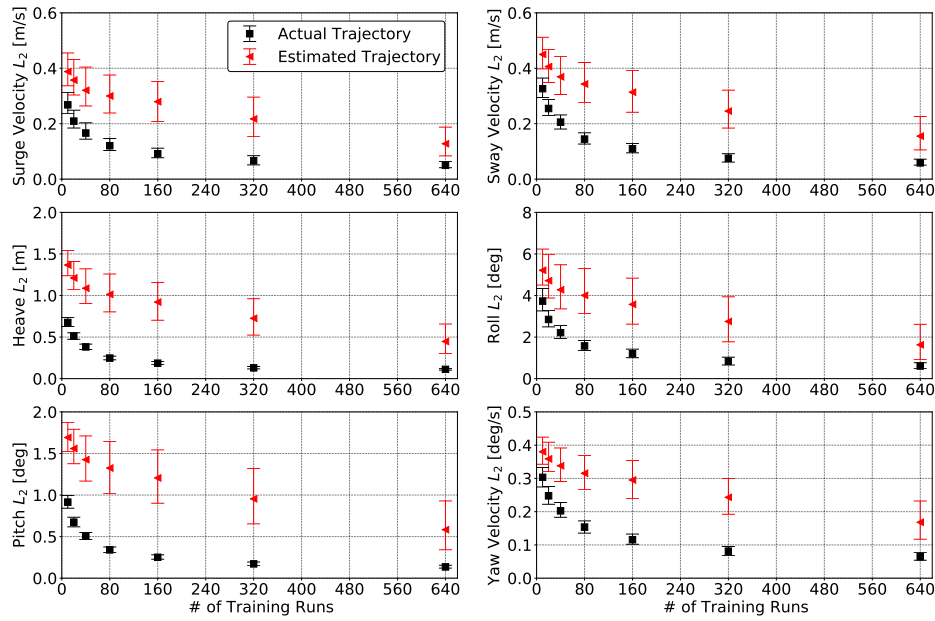 Actual Trajectory
Estimated Trajectory
Surge Velocity L2 [m/s]
0.6
0.4
0.2
0.0
0 80 160 240 320 400 480 560 640
Sway Velocity L2 [m/s]
0.6
0.4
0.2
0.0
0 80 160 240 320 400 480 560 640
Heave L2 [m]
2.0
1.5
1.0
0.5
0.0
0 80 160 240 320 400 480 560 640
Roll L2 [deg]
8
6
4
2
0
0 80 160 240 320 400 480 560 640
Pitch L2 [deg]
2.0
1.5
1.0
0.5
0.0
0 80 160 240 320 400 480 560 640
# of Training Runs
Yaw Velocity L2 [deg/s]
0.5
0.4
0.3
0.2
0.1
0.0
0 80 160 240 320 400 480 560 640
# of Training Runs